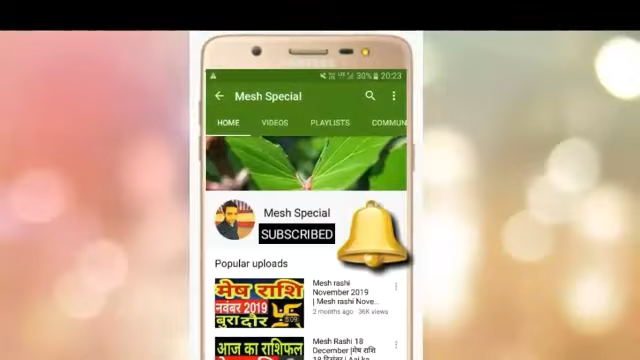 30% 20:23
Mesh Special
HOME VIDEOS PLAYLISTS COMMUN
Mesh Special
SUBSCRIBED
Popular uploads
मेष राशि
नवंबर 2019
बुरा दौर
Mesh rashi
November 2019
| Mesh rashi Nove...
2 months ago · 36K views
आज का राशिफल
Mesh Rashi 18
December |मेष राशि